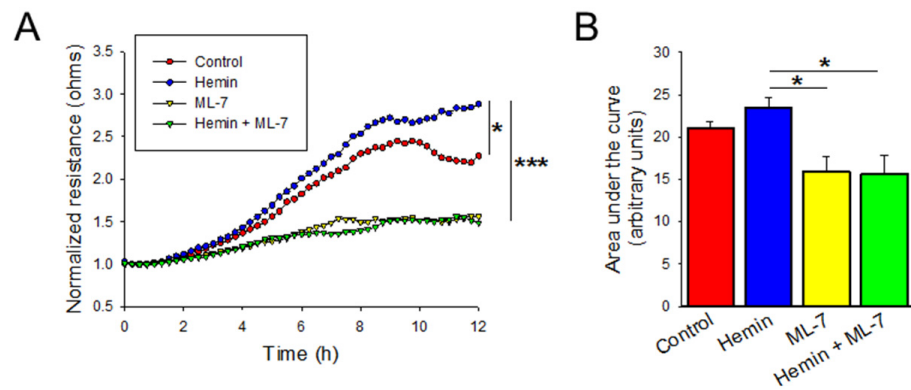 A
Normalized resistance (ohms)
3.5
3.0
2.5
2.0
1.5
1.0
0.5
Control
Hemin
ML-7
Hemin + ML-7
*
***
0 2 4 6 8 10 12
Time (h)
B
Area under the curve
(arbitrary units)
30
25
20
15
10
5
0
*
*
Control
Hemin
ML-7
Hemin + ML-7